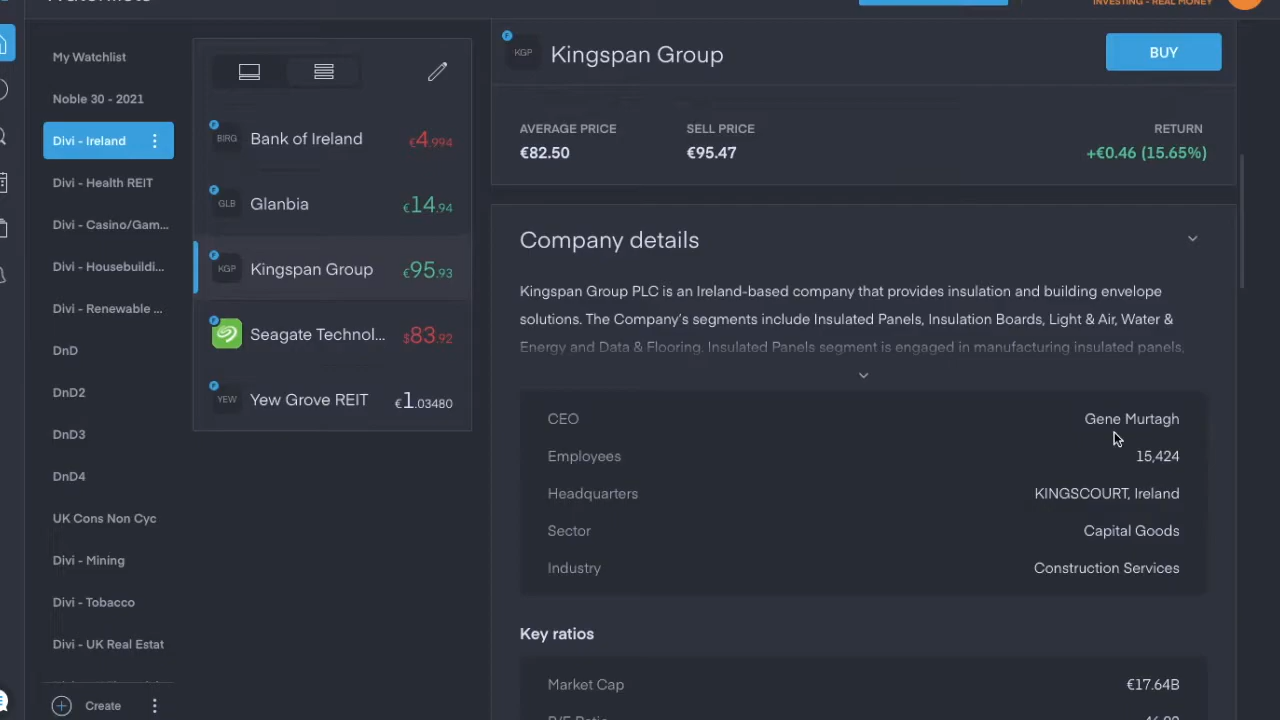 INVESTING - REAL MONEY
My Watchlist
Noble 30 - 2021
Divi - Ireland
Divi - Health REIT
Divi - Casino/Gam...
Divi - Housebuildi...
Divi - Renewable ...
DnD
DnD2
DnD3
DnD4
UK Cons Non Cyc
Divi - Mining
Divi - Tobacco
Divi - UK Real Estat
Create
BIRG Bank of Ireland €4.994
GLB Glanbia €14.94
KGP Kingspan Group €95.93
Seagate Technol... $83.92
YEW Yew Grove REIT €1.03480
KGP Kingspan Group BUY
AVERAGE PRICE SELL PRICE RETURN
€82.50 €95.47 +€0.46 (15.65%)
Company details
Kingspan Group PLC is an Ireland-based company that provides insulation and building envelope
solutions. The Company's segments include Insulated Panels, Insulation Boards, Light & Air, Water &
Energy and Data & Flooring. Insulated Panels segment is engaged in manufacturing insulated panels,
CEO Gene Murtagh
Employees 15,424
Headquarters KINGSCOURT, Ireland
Sector Capital Goods
Industry Construction Services
Key ratios
Market Cap €17.64B